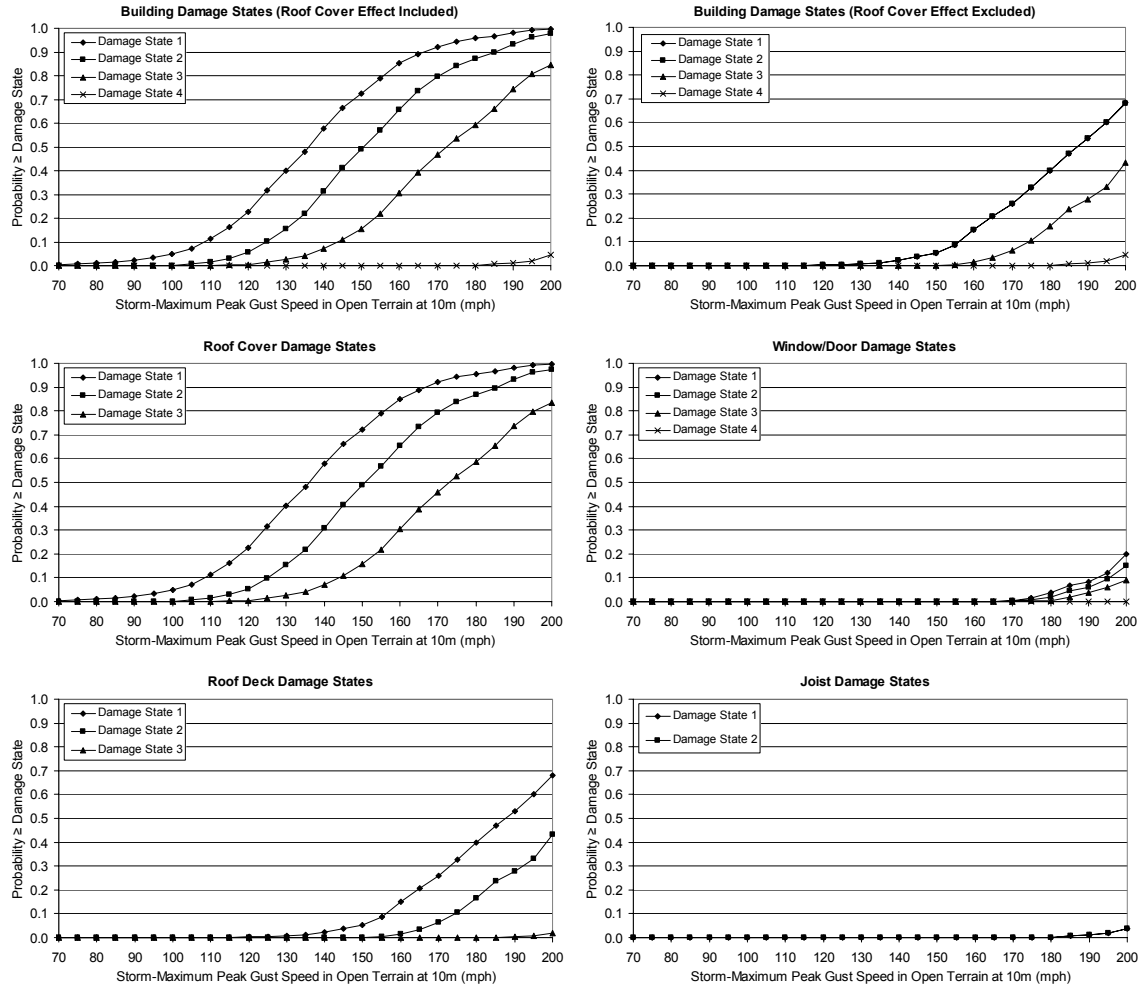 Building Damage States (Roof Cover Effect Included)
Probability ≥ Damage State
1.0
0.9
0.8
0.7
0.6
0.5
0.4
0.3
0.2
0.1
0.0
Damage State 1
Damage State 2
Damage State 3
Damage State 4
70 80 90 100 110 120 130 140 150 160 170 180 190 200
Storm-Maximum Peak Gust Speed in Open Terrain at 10m (mph)
Building Damage States (Roof Cover Effect Excluded)
Probability ≥ Damage State
1.0
0.9
0.8
0.7
0.6
0.5
0.4
0.3
0.2
0.1
0.0
Damage State 1
Damage State 2
Damage State 3
Damage State 4
70 80 90 100 110 120 130 140 150 160 170 180 190 200
Storm-Maximum Peak Gust Speed in Open Terrain at 10m (mph)
Roof Cover Damage States
Probability ≥ Damage State
1.0
0.9
0.8
0.7
0.6
0.5
0.4
0.3
0.2
0.1
0.0
Damage State 1
Damage State 2
Damage State 3
70 80 90 100 110 120 130 140 150 160 170 180 190 200
Storm-Maximum Peak Gust Speed in Open Terrain at 10m (mph)
Window/Door Damage States
Probability ≥ Damage State
1.0
0.9
0.8
0.7
0.6
0.5
0.4
0.3
0.2
0.1
0.0
Damage State 1
Damage State 2
Damage State 3
Damage State 4
70 80 90 100 110 120 130 140 150 160 170 180 190 200
Storm-Maximum Peak Gust Speed in Open Terrain at 10m (mph)
Roof Deck Damage States
Probability ≥ Damage State
1.0
0.9
0.8
0.7
0.6
0.5
0.4
0.3
0.2
0.1
0.0
Damage State 1
Damage State 2
Damage State 3
70 80 90 100 110 120 130 140 150 160 170 180 190 200
Storm-Maximum Peak Gust Speed in Open Terrain at 10m (mph)
Joist Damage States
Probability ≥ Damage State
1.0
0.9
0.8
0.7
0.6
0.5
0.4
0.3
0.2
0.1
0.0
Damage State 1
Damage State 2
70 80 90 100 110 120 130 140 150 160 170 180 190 200
Storm-Maximum Peak Gust Speed in Open Terrain at 10m (mph)